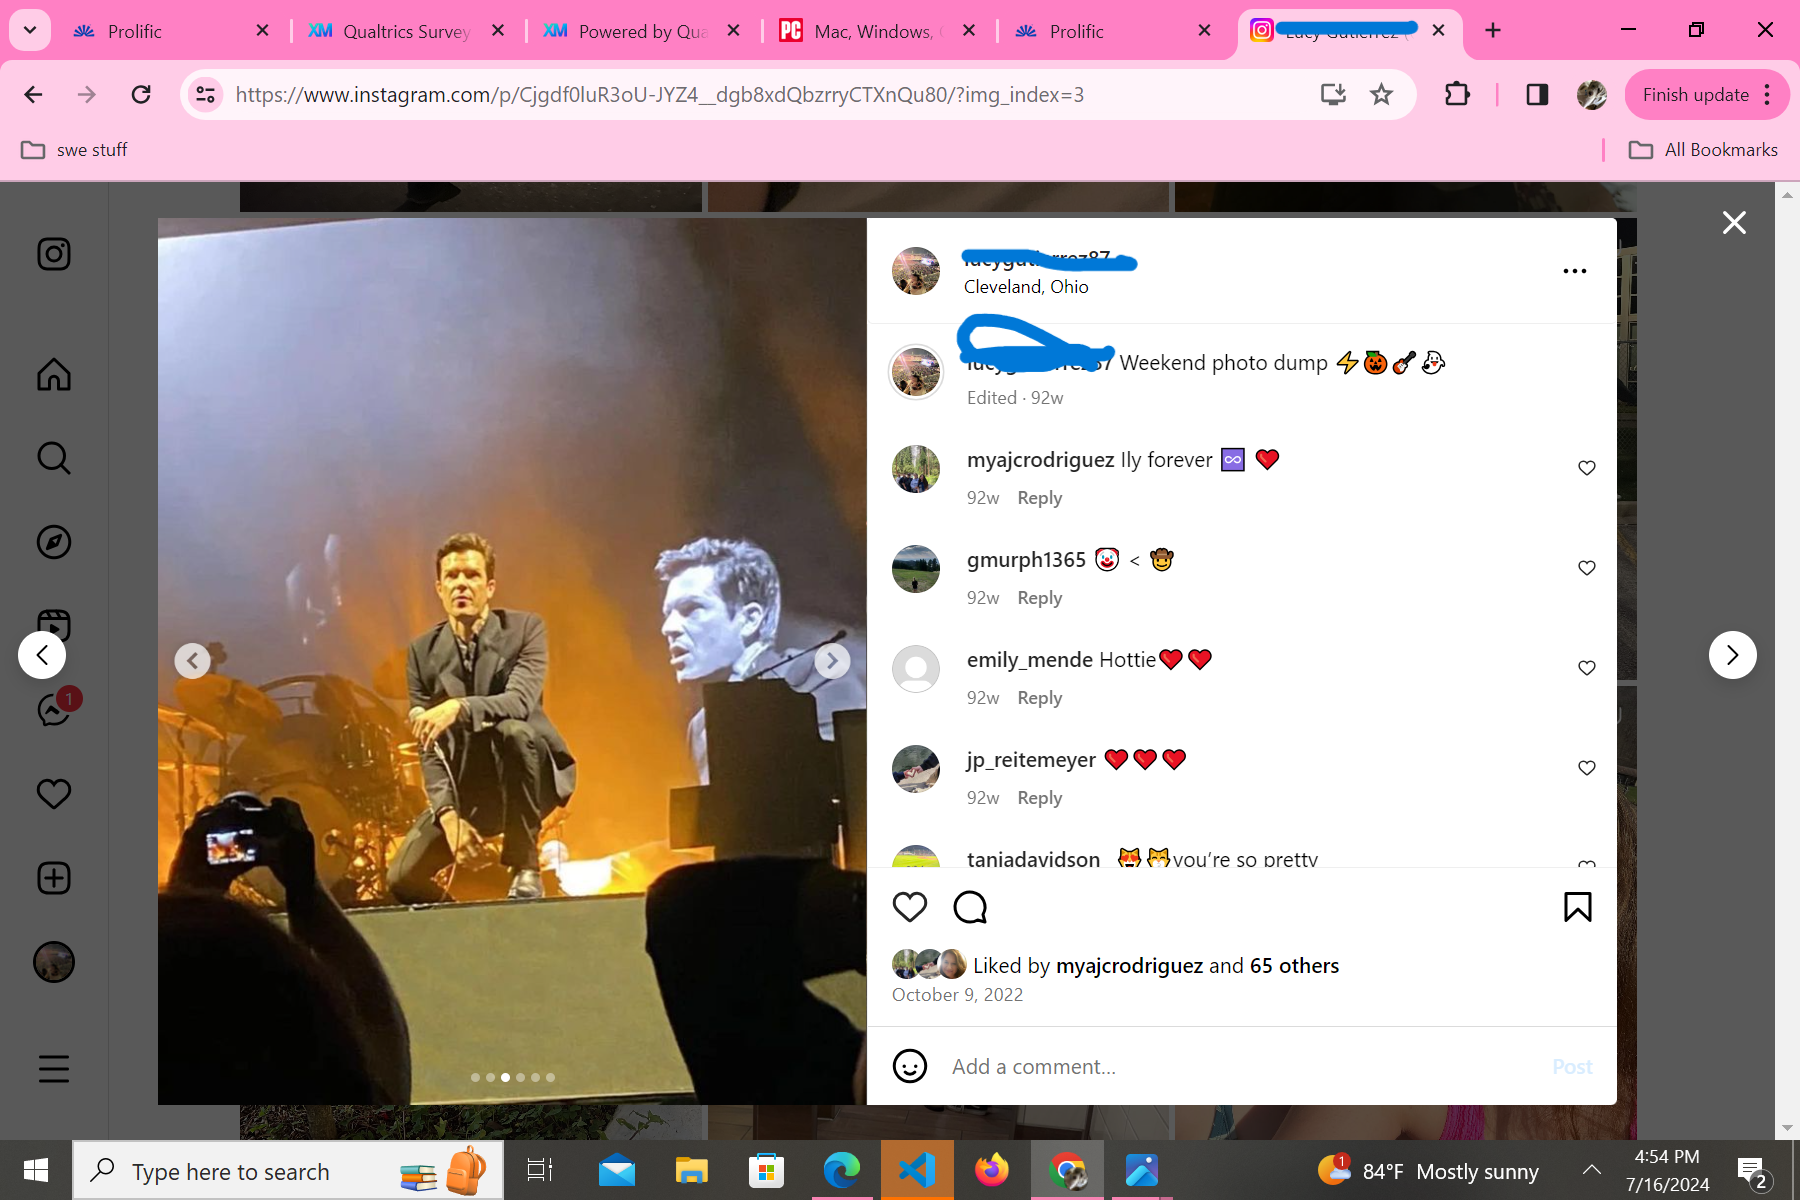 Prolific
Qualtrics Survey
Powered by Qua
Mac, Windows,
Prolific
https://www.instagram.com/p/Cjgdf0luR3oU-JYZ4__dgb8xdQbzrryCTXnQu80/?img_index=3
Finish update
swe stuff
All Bookmarks
Cleveland, Ohio
Weekend photo dump ⚡🎃🎸👻
Edited · 92w
myajcrodriguez Ily forever ♾️ ❤️
92w Reply
gmurph1365 🤡 < 🤠
92w Reply
emily_mende Hottie❤️❤️
92w Reply
jp_reitemeyer ❤️❤️❤️
92w Reply
taniadavidson 😻😸you're so pretty
Liked by myajcrodriguez and 65 others
October 9, 2022
Add a comment...
Post
1
Type here to search
1
84°F Mostly sunny
4:54 PM
7/16/2024
2